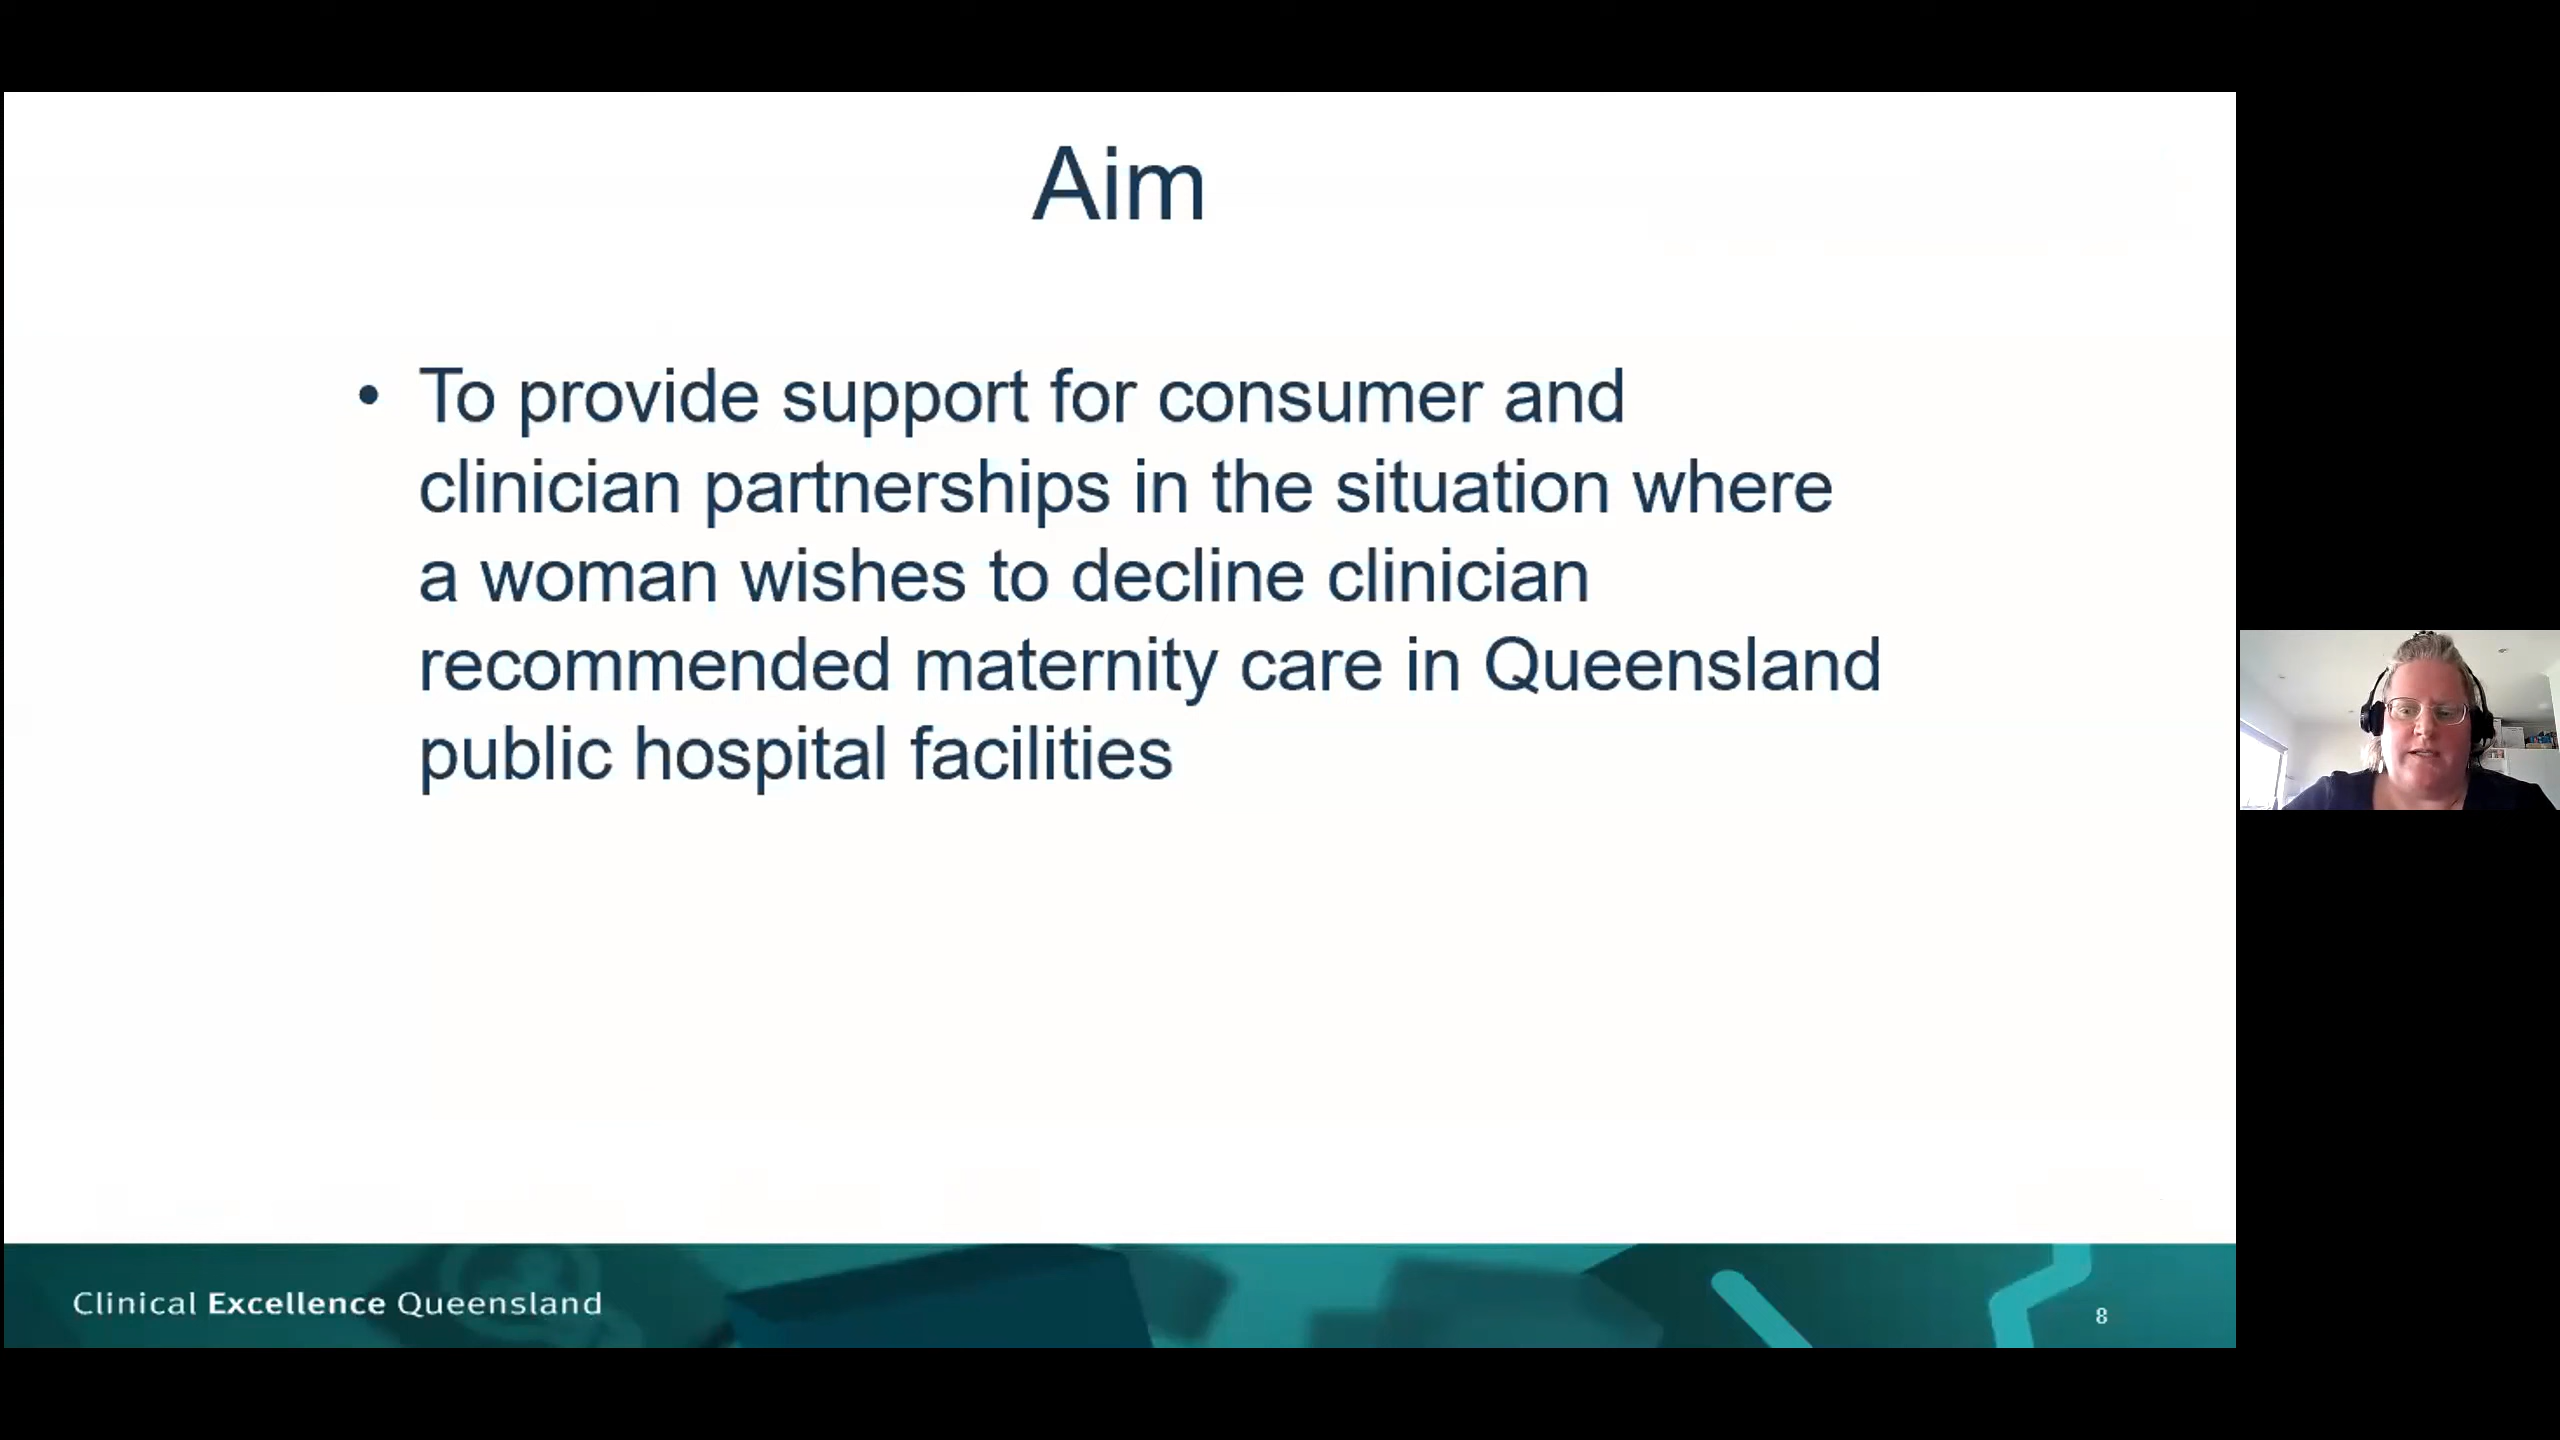 Aim
• To provide support for consumer and
clinician partnerships in the situation where
a woman wishes to decline clinician
recommended maternity care in Queensland
public hospital facilities
Clinical Excellence Queensland
8